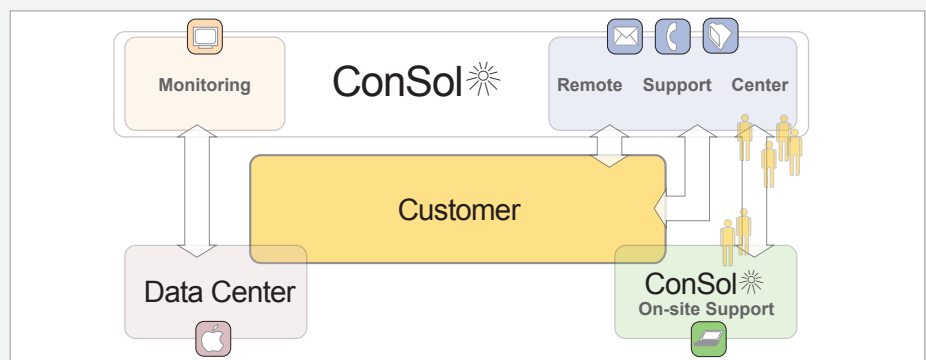 Monitoring
ConSol
Remote Support Center
Customer
Data Center
ConSol
On-site Support